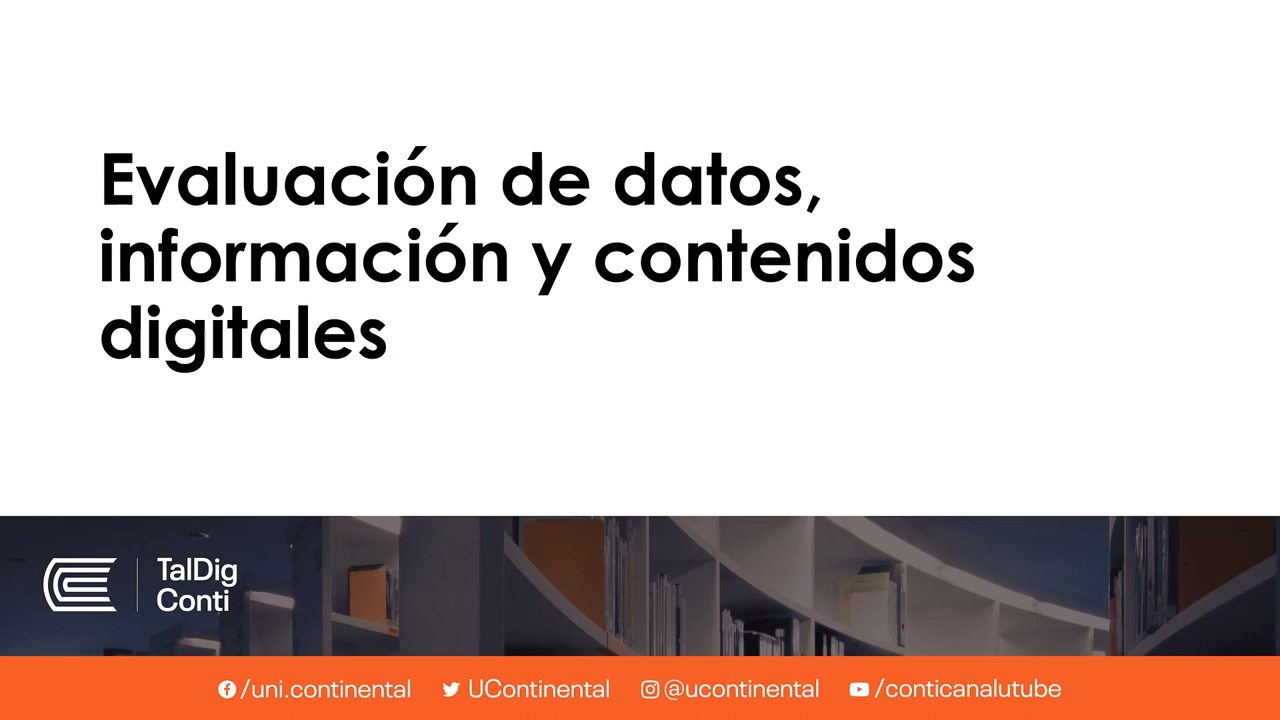 Evaluación de datos,
información y contenidos
digitales
TalDig
Conti
/uni.continental UContinental @ucontinental /conticanalutube